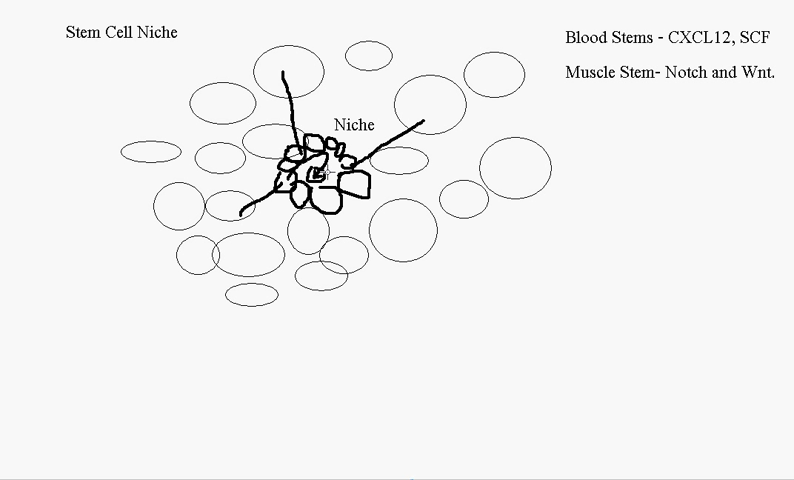 Stem Cell Niche
Blood Stems - CXCL12, SCF
Muscle Stem- Notch and Wnt.
Niche